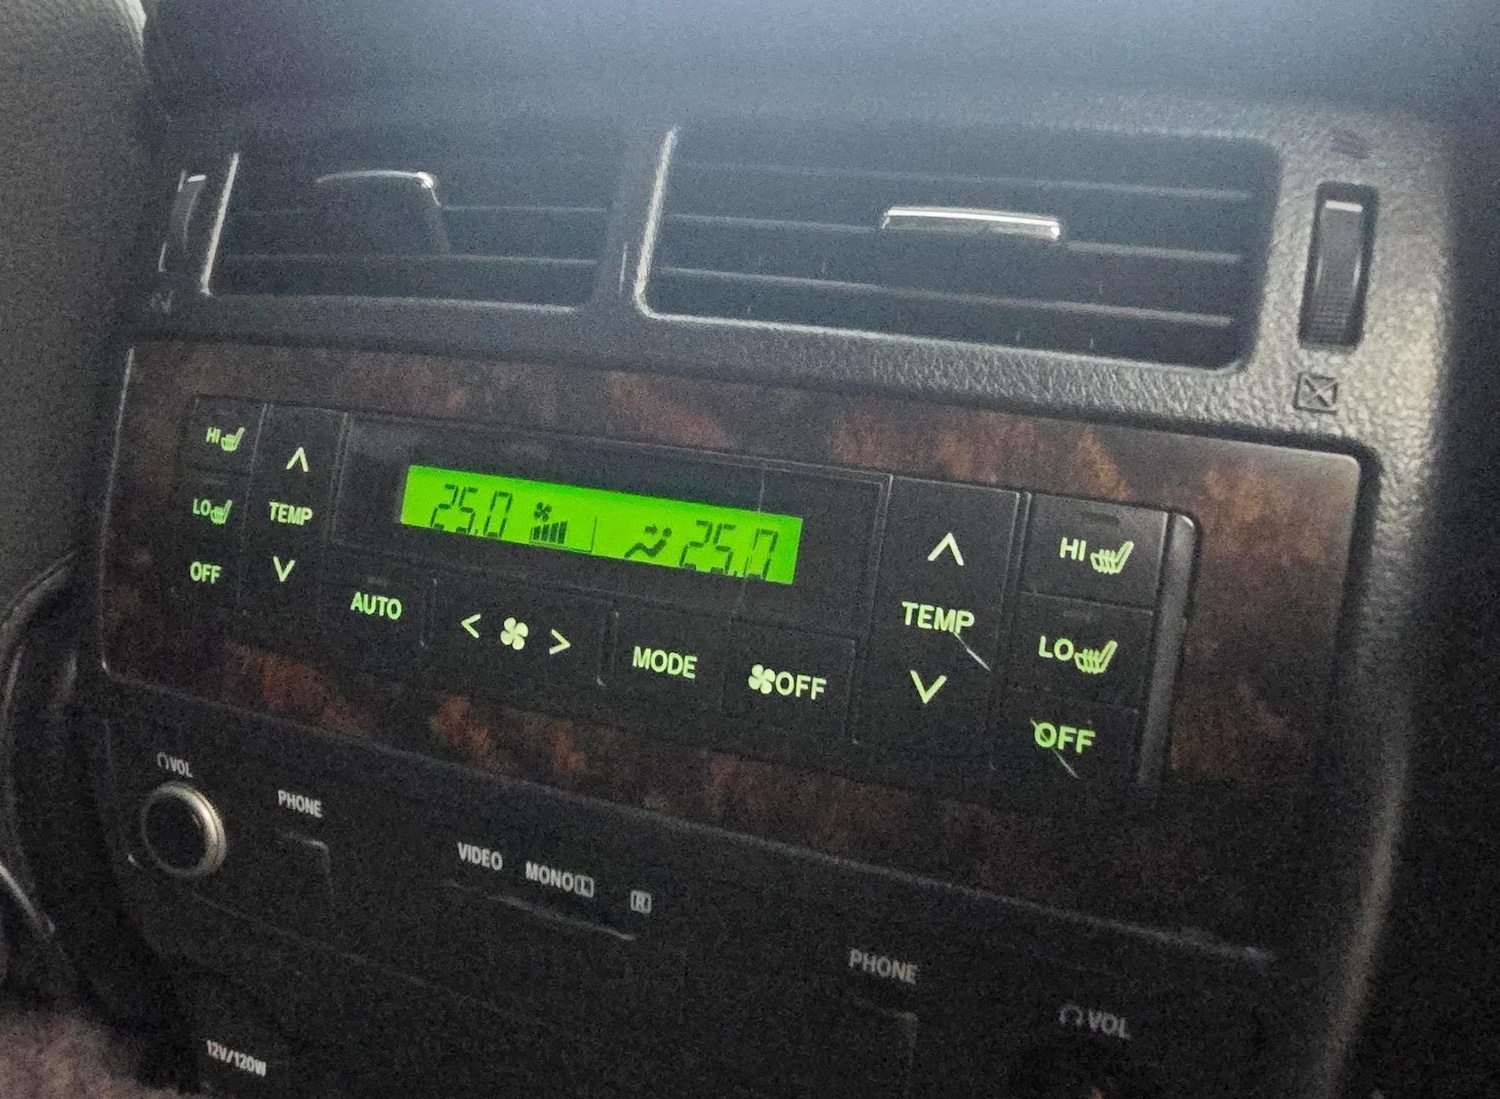 HI
LO
OFF
TEMP
25.0 25.0
AUTO
MODE
OFF
TEMP
HI
LO
OFF
VOL
PHONE
VIDEO MONO L R
PHONE
VOL
12V/120W